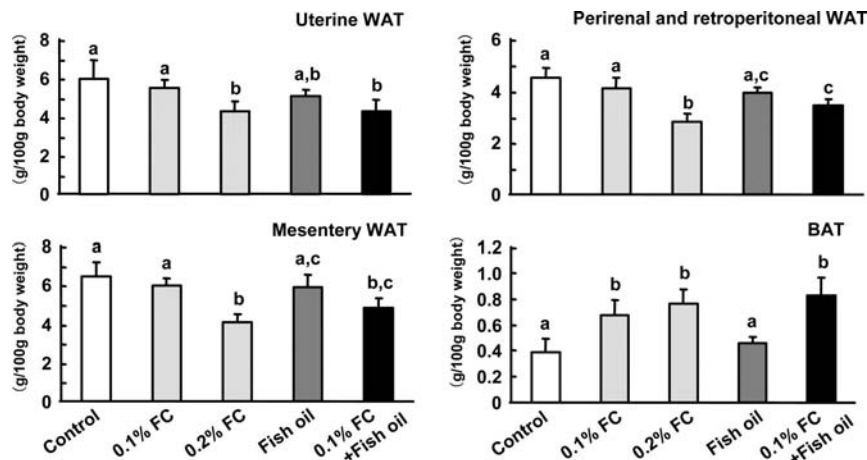 Uterine WAT
(g/100g body weight)
8
6
4
2
0
a
a
b
a,b
b
Perirenal and retroperitoneal WAT
(g/100g body weight)
6
4
2
0
a
a
b
a,c
c
Mesentery WAT
(g/100g body weight)
8
6
4
2
0
a
a
b
a,c
b,c
Control
0.1% FC
0.2% FC
Fish oil
0.1% FC
+Fish oil
BAT
(g/100g body weight)
1.2
1.0
0.8
0.6
0.4
0.2
0
a
b
b
a
b
Control
0.1% FC
0.2% FC
Fish oil
0.1% FC
+Fish oil